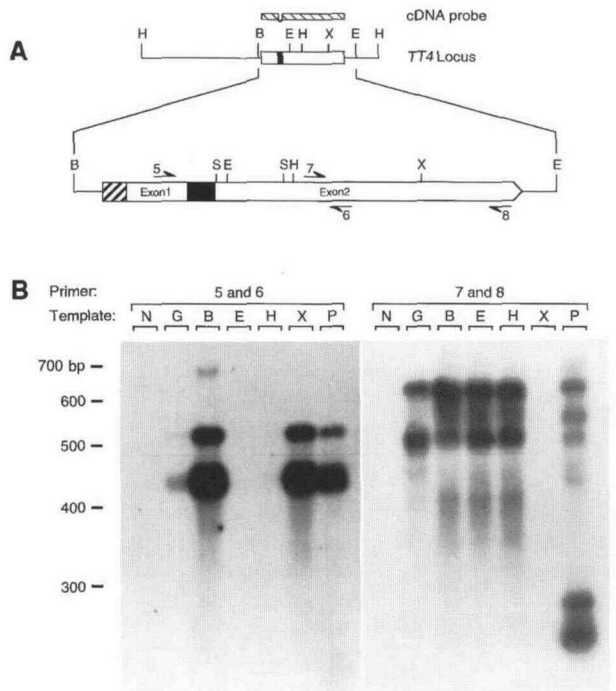 cDNA probe
H B E H X E H
A
TT4 Locus
B 5 S E S H 7 X E
Exon1 Exon2
6 8
B Primer: 5 and 6 7 and 8
Template: N G B E H X P N G B E H X P
700 bp
600
500
400
300